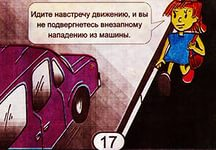 Идите навстречу движению, и вы
не подвергнетесь внезапному
нападению из машины.
17